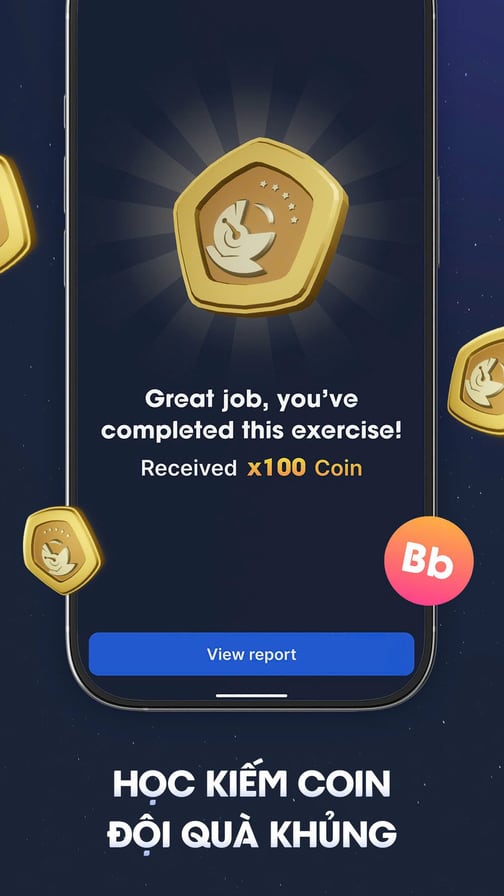 Great job, you've
completed this exercise!
Received x100 Coin
Bb
View report
HỌC KIẾM COIN
ĐỘI QUÀ KHỦNG